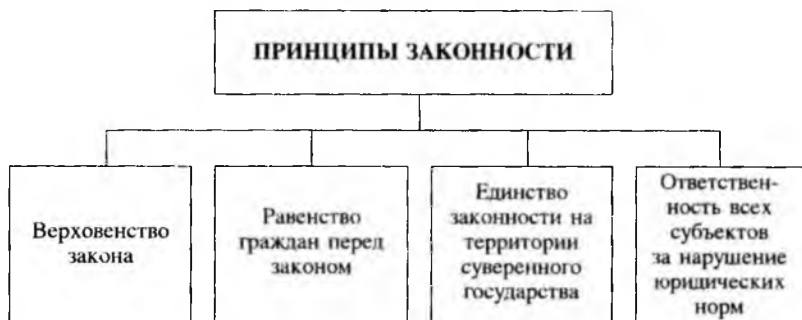 ПРИНЦИПЫ ЗАКОННОСТИ
Верховенство
закона
Равенство
граждан перед
законом
Единство
законности на
территории
суверенного
государства
Ответствен-
ность всех
субъектов
за нарушение
юридических
норм